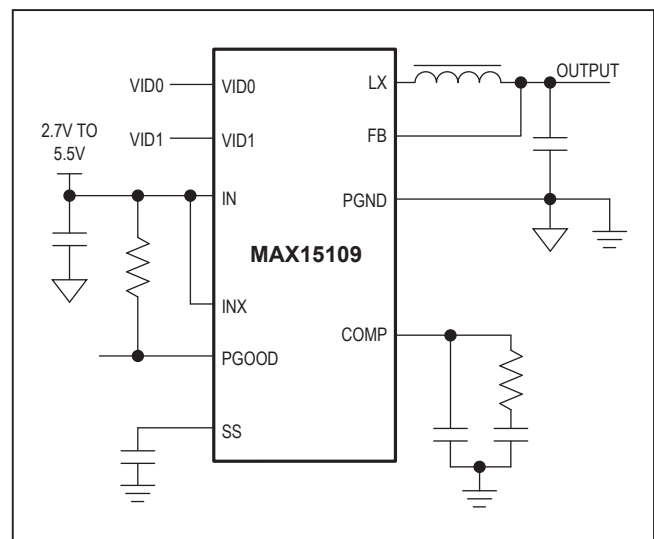 VID0
VID0
LX
OUTPUT
2.7V TO
5.5V
VID1
VID1
FB
IN
PGND
MAX15109
INX
COMP
PGOOD
SS